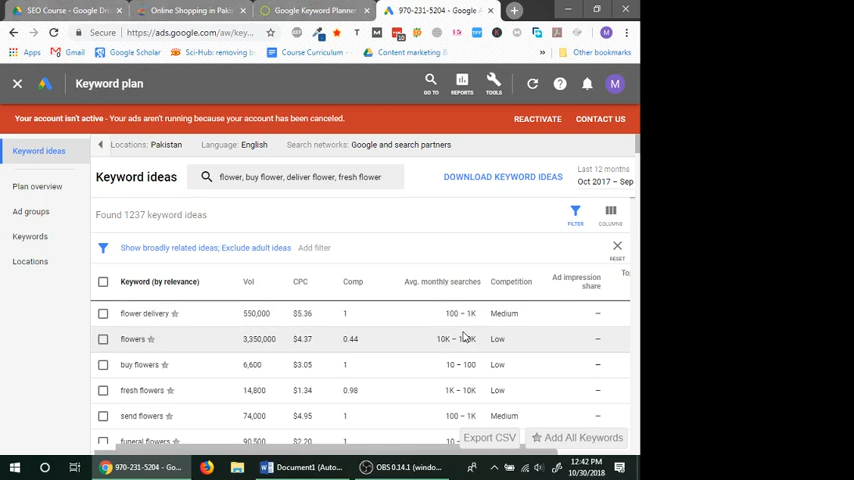 SEO Course - Google Dri
Online Shopping in Paki
Google Keyword Planner
970-231-5204 - Google A
Secure
https://ads.google.com/aw/key
Apps
Gmail
Google Scholar
Sci-Hub: removing b
Course Curriculum -
Content marketing B
Other bookmarks
Keyword plan
GO TO
REPORTS
TOOLS
M
Your account isn't active - Your ads aren't running because your account has been canceled.
REACTIVATE
CONTACT US
Keyword ideas
Plan overview
Ad groups
Keywords
Locations
Locations: Pakistan
Language: English
Search networks: Google and search partners
Keyword ideas
flower, buy flower, deliver flower, fresh flower
DOWNLOAD KEYWORD IDEAS
Last 12 months
Oct 2017 – Sep
Found 1237 keyword ideas
FILTER
COLUMNS
Show broadly related ideas; Exclude adult ideas
Add filter
RESET
Keyword (by relevance) Vol CPC Comp Avg. monthly searches Competition Ad impression share To
flower delivery 550,000 $5.36 1 100 – 1K Medium –
flowers 3,350,000 $4.37 0.44 10K – Low –
buy flowers 6,600 $3.05 1 10 – 100 Low –
fresh flowers 14,800 $1.34 0.98 1K – 10K Low –
send flowers 74,000 $4.95 1 100 – 1K Medium –
funeral flowers 90,500 $2.20 10
Export CSV
Add All Keywords
970-231-5204 - Go...
Document1 (Auto...
OBS 0.14.1 (windo...
12:42 PM
10/30/2018